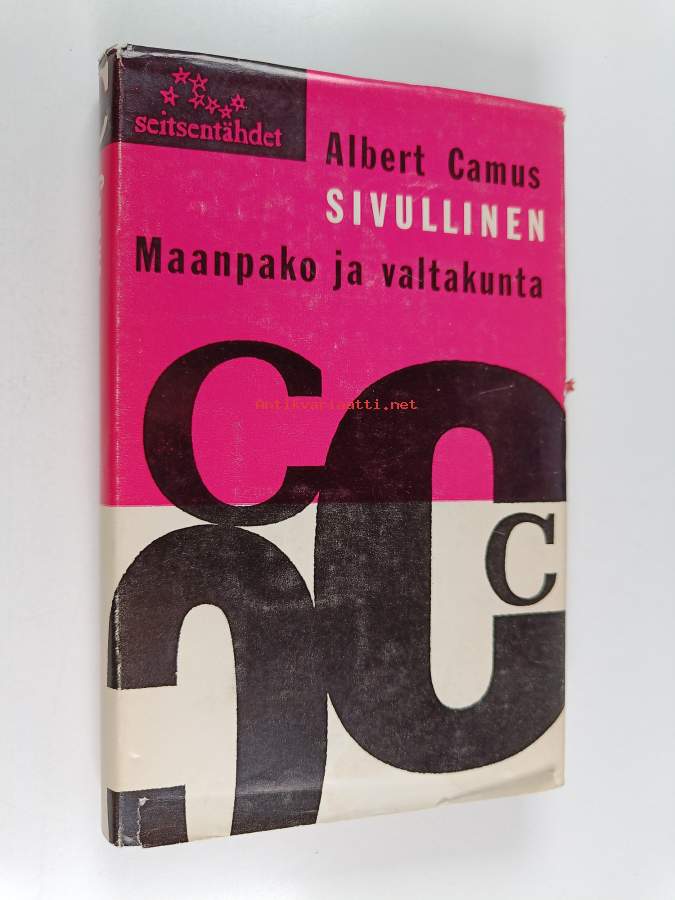 seitsentähdet
Albert Camus
SIVULLINEN
Maanpako ja valtakunta
C
Antikvariaatti.net
C
C
C